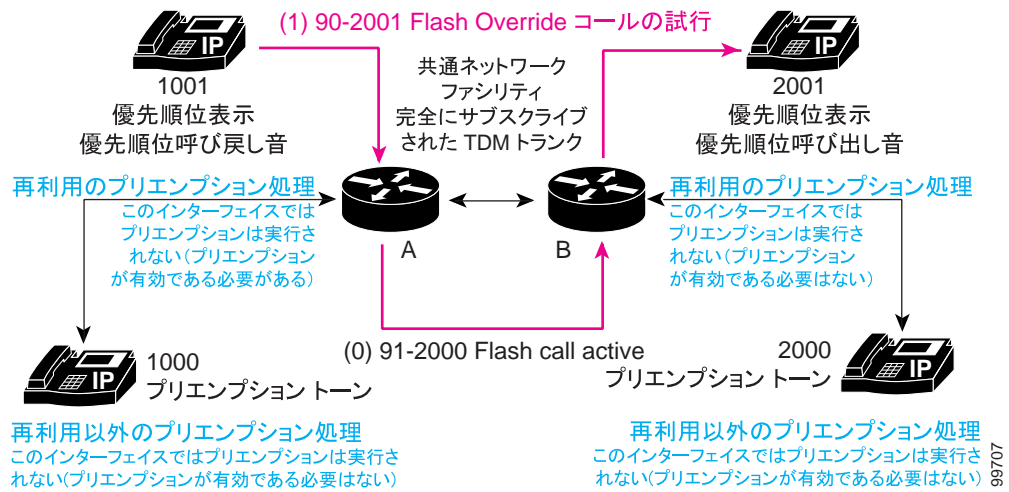 (1) 90-2001 Flash Override コールの試行
IP
1001
優先順位表示
優先順位呼び戻し音
共通ネットワーク
ファシリティ
完全にサブスクライブ
された TDM トランク
IP
2001
優先順位表示
優先順位呼び出し音
再利用のプリエンプション処理
このインターフェイスでは
プリエンプションは実行さ
れない(プリエンプション
が有効である必要がある)
A
B
再利用のプリエンプション処理
このインターフェイスでは
プリエンプションは実行さ
れない(プリエンプション
が有効である必要はない)
(0) 91-2000 Flash call active
IP
1000
プリエンプション トーン
2000
プリエンプション トーン
IP
再利用以外のプリエンプション処理
このインターフェイスではプリエンプションは実行さ
れない(プリエンプションが有効である必要はない)
再利用以外のプリエンプション処理
このインターフェイスではプリエンプションは実行さ
れない(プリエンプションが有効である必要はない)
99707